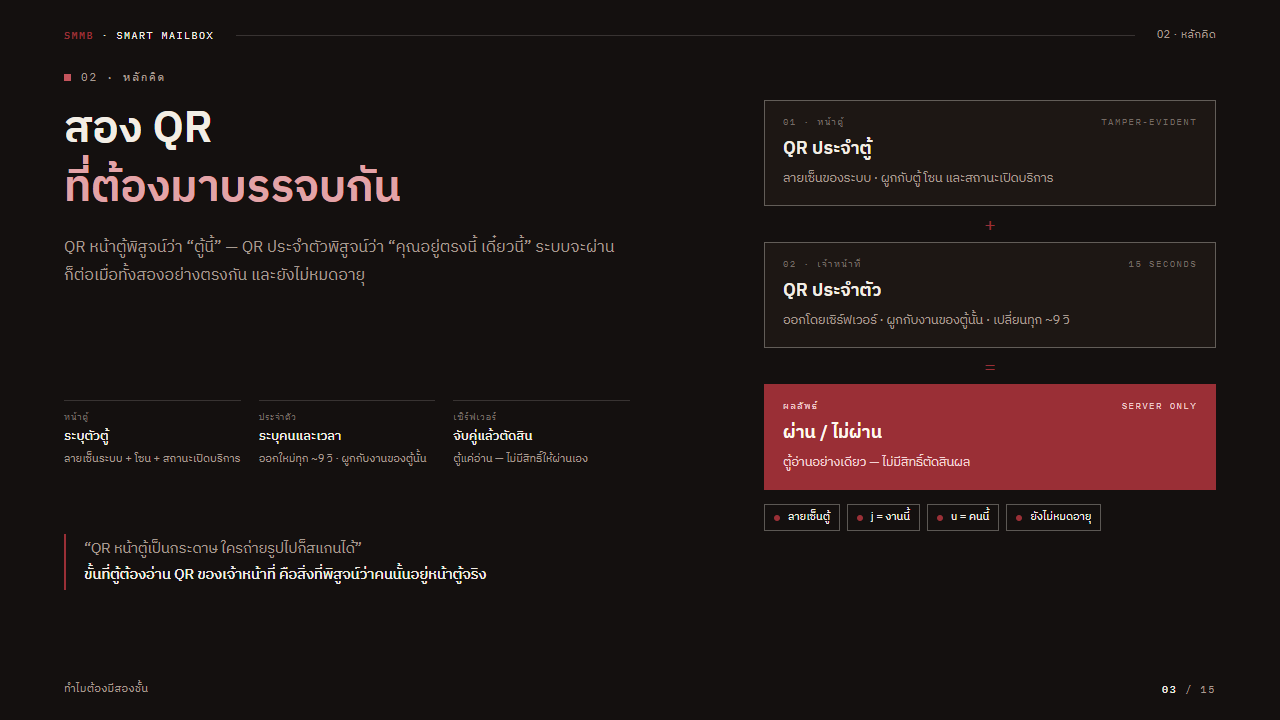 SMMB · SMART MAILBOX
02 · หลักคิด
02 · หลักคิด
สอง QR
ที่ต้องมาบรรจบกัน
QR หน้าตู้พิสูจน์ว่า “ตู้นี้” — QR ประจำตัวพิสูจน์ว่า “คุณอยู่ตรงนี้ เดี๋ยวนี้” ระบบจะผ่าน
ก็ต่อเมื่อทั้งสองอย่างตรงกัน และยังไม่หมดอายุ
หน้าตู้
ระบุตัวตู้
ลายเซ็นระบบ + โซน + สถานะเปิดบริการ
ประจำตัว
ระบุคนและเวลา
ออกใหม่ทุก ~9 วิ · ผูกกับงานของตู้นั้น
เซิร์ฟเวอร์
จับคู่แล้วตัดสิน
ตู้แค่อ่าน — ไม่มีสิทธิ์ให้ผ่านเอง
“QR หน้าตู้เป็นกระดาษ ใครถ่ายรูปไปก็สแกนได้”
ขั้นที่ตู้ต้องอ่าน QR ของเจ้าหน้าที่ คือสิ่งที่พิสูจน์ว่าคนนั้นอยู่หน้าตู้จริง
01 · หน้าตู้
TAMPER-EVIDENT
QR ประจำตู้
ลายเซ็นของระบบ · ผูกกับตู้ โซน และสถานะเปิดบริการ
+
02 · เจ้าหน้าที่
15 SECONDS
QR ประจำตัว
ออกโดยเซิร์ฟเวอร์ · ผูกกับงานของตู้นั้น · เปลี่ยนทุก ~9 วิ
=
ผลลัพธ์
SERVER ONLY
ผ่าน / ไม่ผ่าน
ตู้อ่านอย่างเดียว — ไม่มีสิทธิ์ตัดสินผล
ลายเซ็นตู้
j = งานนี้
u = คนนี้
ยังไม่หมดอายุ
ทำไมต้องมีสองชั้น
03 / 15